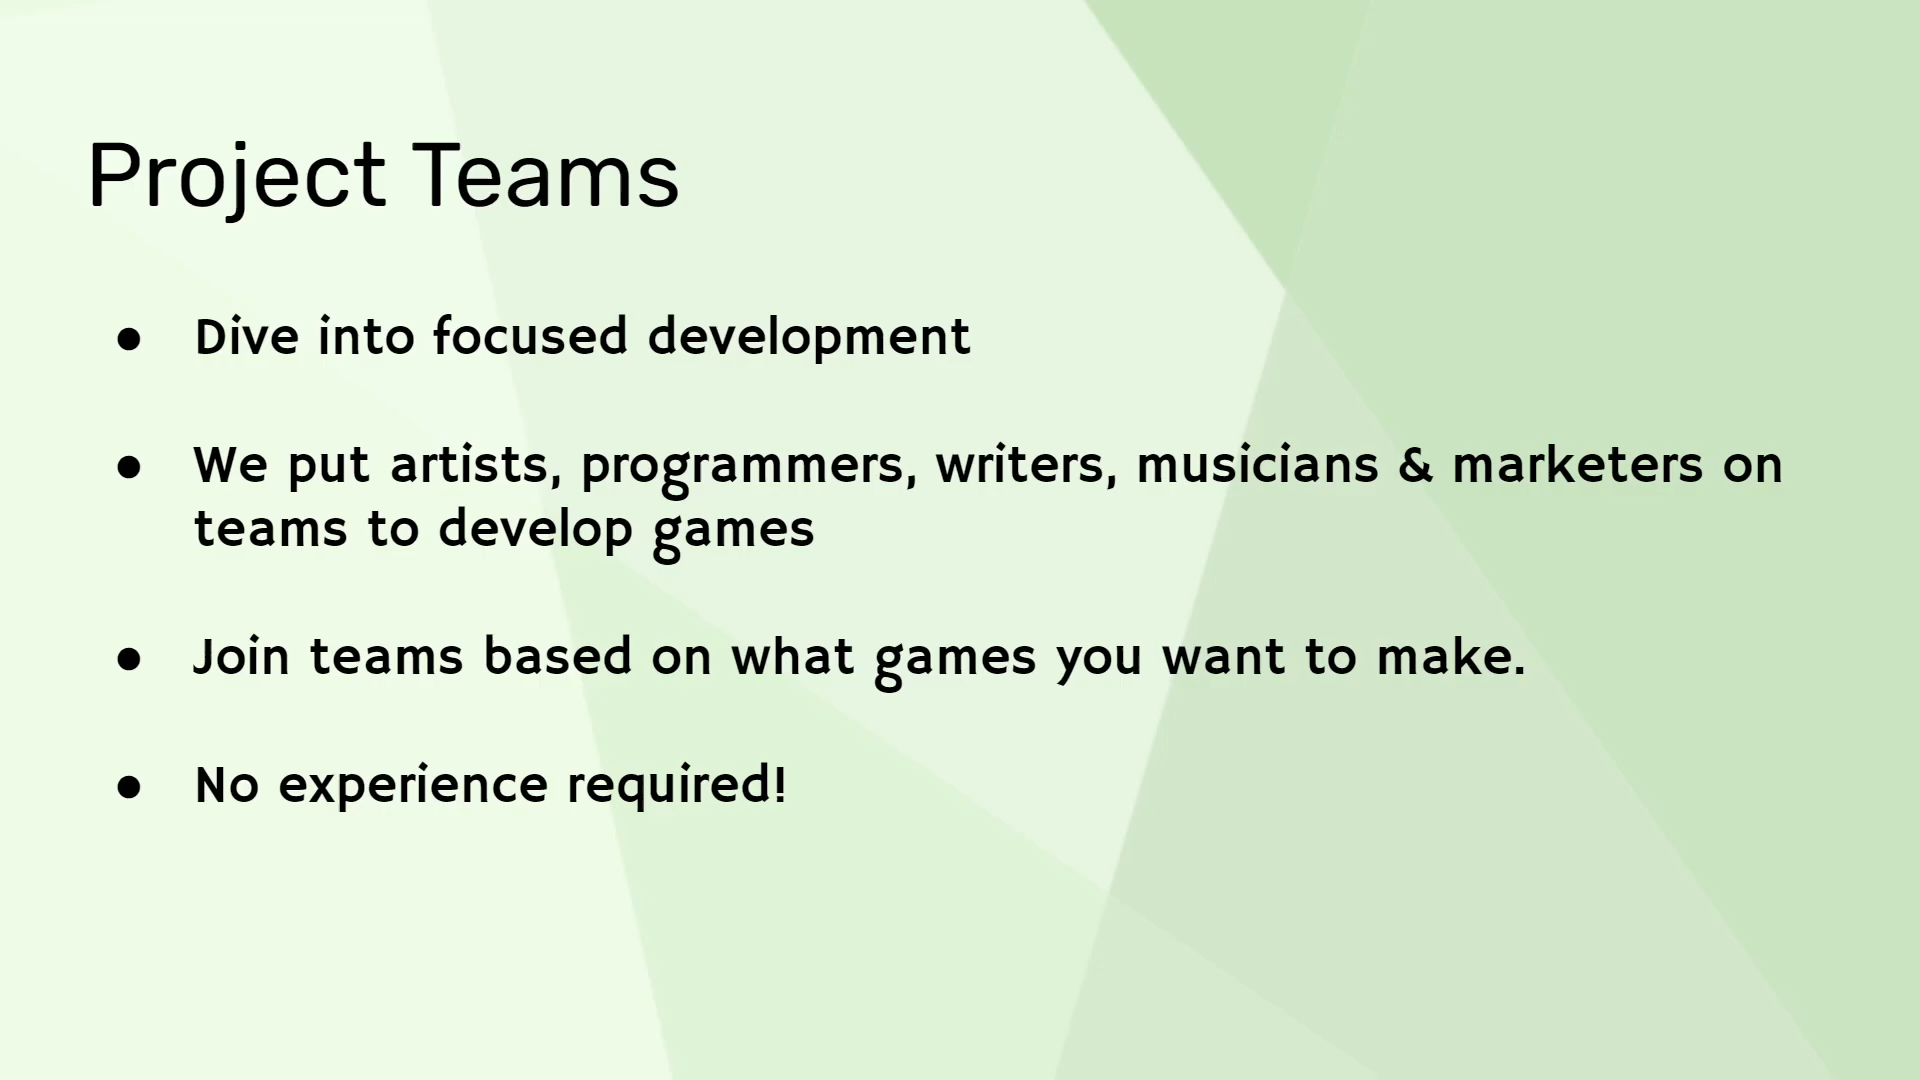 Project Teams
● Dive into focused development
● We put artists, programmers, writers, musicians & marketers on
teams to develop games
● Join teams based on what games you want to make.
● No experience required!